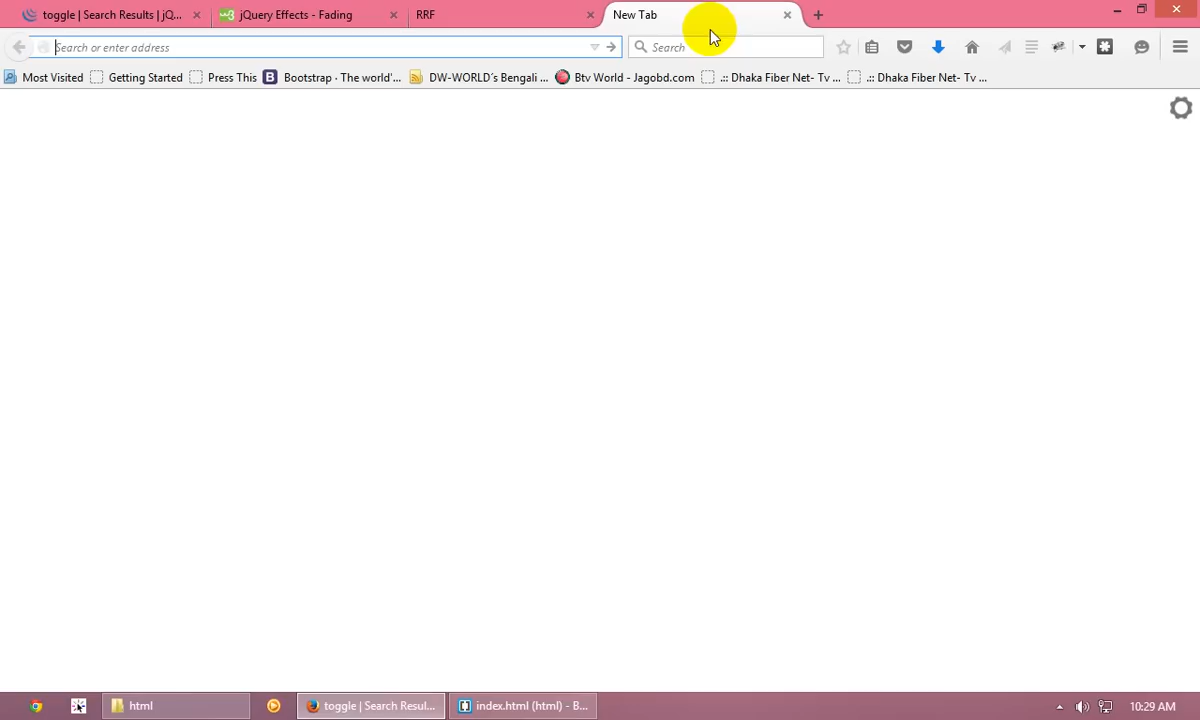 toggle | Search Results | jQ... jQuery Effects - Fading RRF New Tab
Search or enter address Search
Most Visited Getting Started Press This Bootstrap · The world'... DW-WORLD´s Bengali ... Btv World - Jagobd.com .:: Dhaka Fiber Net- Tv ... .:: Dhaka Fiber Net- Tv ...
html toggle | Search Resul... index.html (html) - B... 10:29 AM